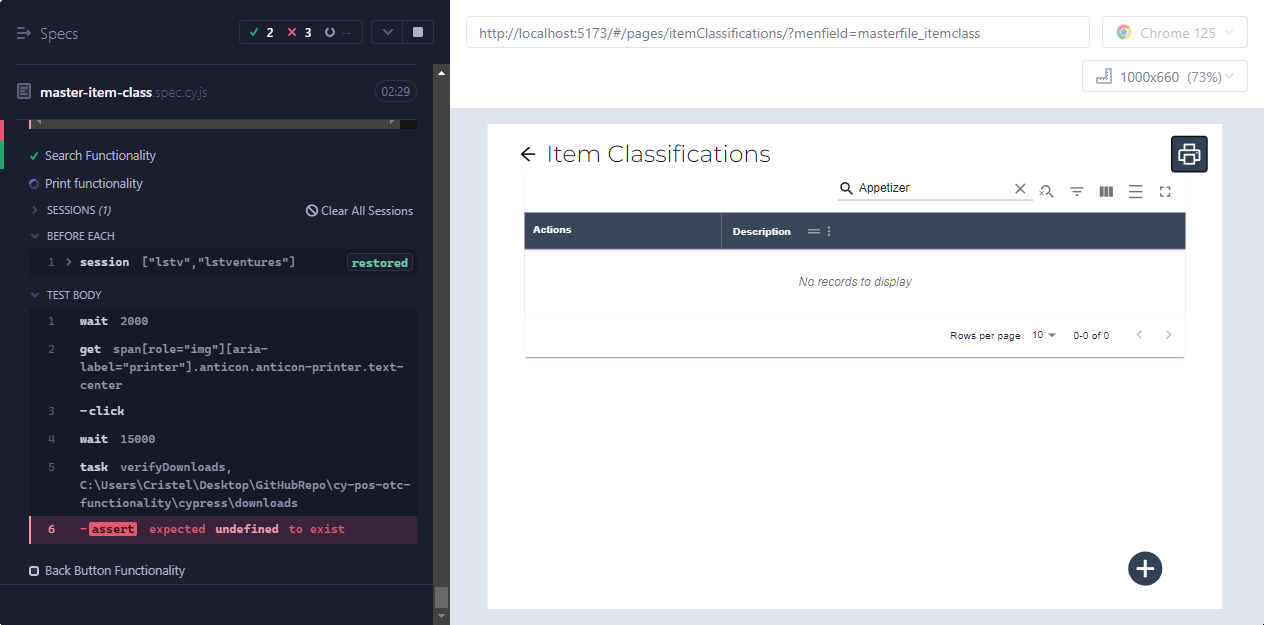 Specs
2 3 --
master-item-class.spec.cy.js 02:29
Search Functionality
Print functionality
SESSIONS (1) Clear All Sessions
BEFORE EACH
1 session ["lstv","lstventures"] restored
TEST BODY
1 wait 2000
2 get span[role="img"][aria-
label="printer"].anticon.anticon-printer.text-
center
3 -click
4 wait 15000
5 task verifyDownloads,
C:\Users\Cristel\Desktop\GitHubRepo\cy-pos-otc-
functionality\cypress\downloads
6 -assert expected undefined to exist
Back Button Functionality
http://localhost:5173/#/pages/itemClassifications/?menfield=masterfile_itemclass
Chrome 125
1000x660 (73%)
Item Classifications
Appetizer
Actions Description
No records to display
Rows per page 10 0-0 of 0